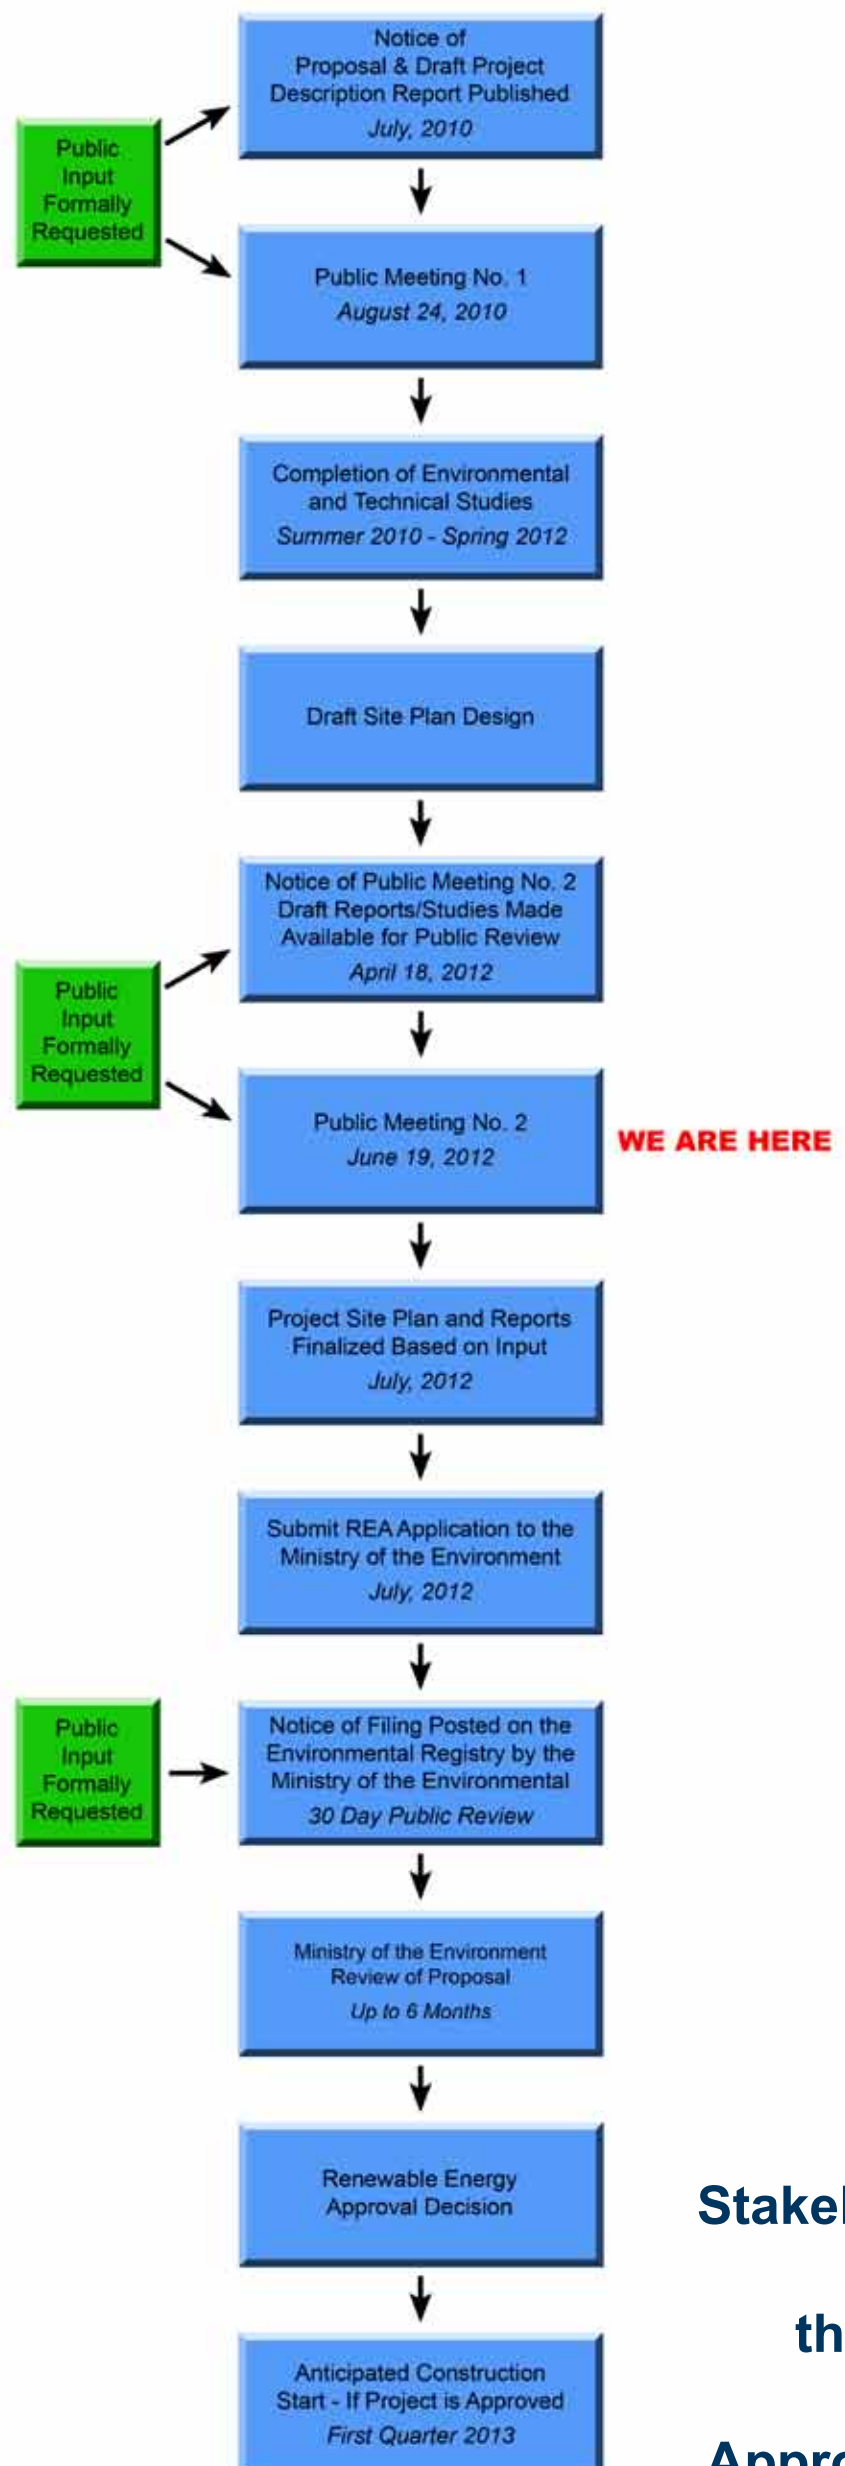 Notice of
Proposal & Draft Project
Description Report Published
July, 2010
Public
Input
Formally
Requested
Public Meeting No. 1
August 24, 2010
Completion of Environmental
and Technical Studies
Summer 2010 - Spring 2012
Draft Site Plan Design
Notice of Public Meeting No. 2
Draft Reports/Studies Made
Available for Public Review
April 18, 2012
Public
Input
Formally
Requested
Public Meeting No. 2
June 19, 2012
WE ARE HERE
Project Site Plan and Reports
Finalized Based on Input
July, 2012
Submit REA Application to the
Ministry of the Environment
July, 2012
Public
Input
Formally
Requested
Notice of Filing Posted on the
Environmental Registry by the
Ministry of the Environmental
30 Day Public Review
Ministry of the Environment
Review of Proposal
Up to 6 Months
Renewable Energy
Approval Decision
Anticipated Construction
Start - If Project is Approved
First Quarter 2013